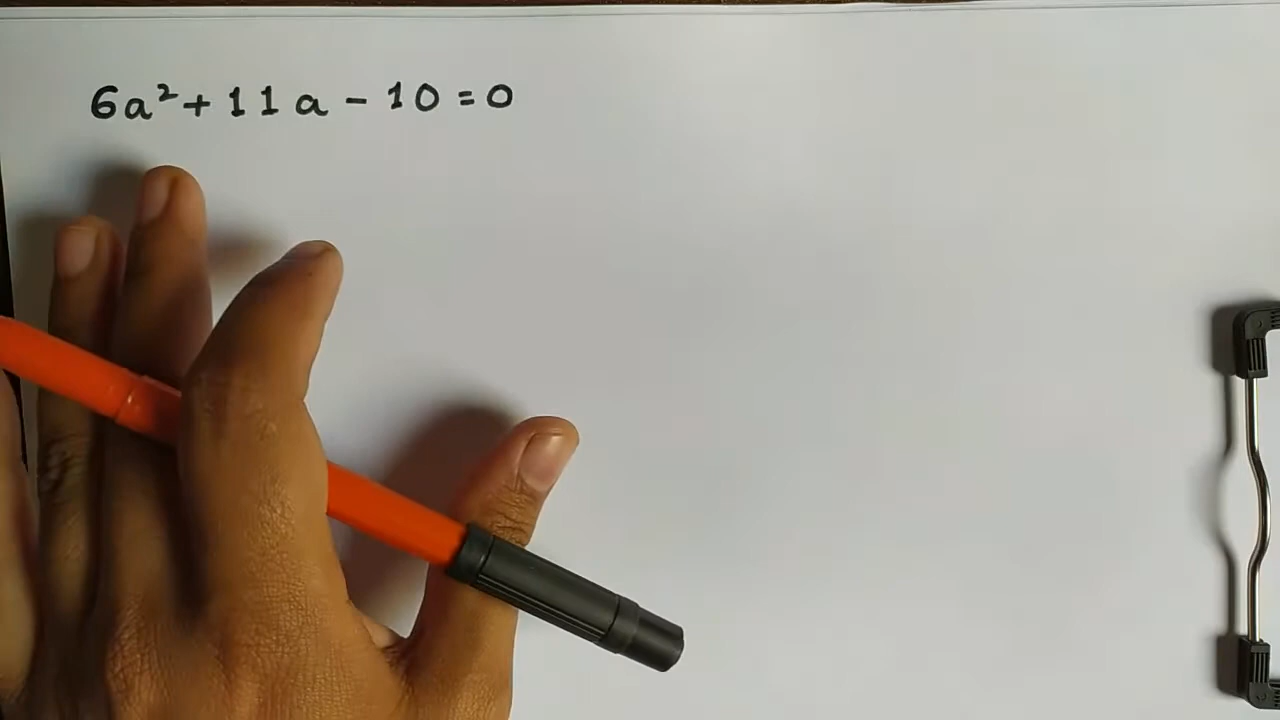 6a² + 11a - 10 = 0